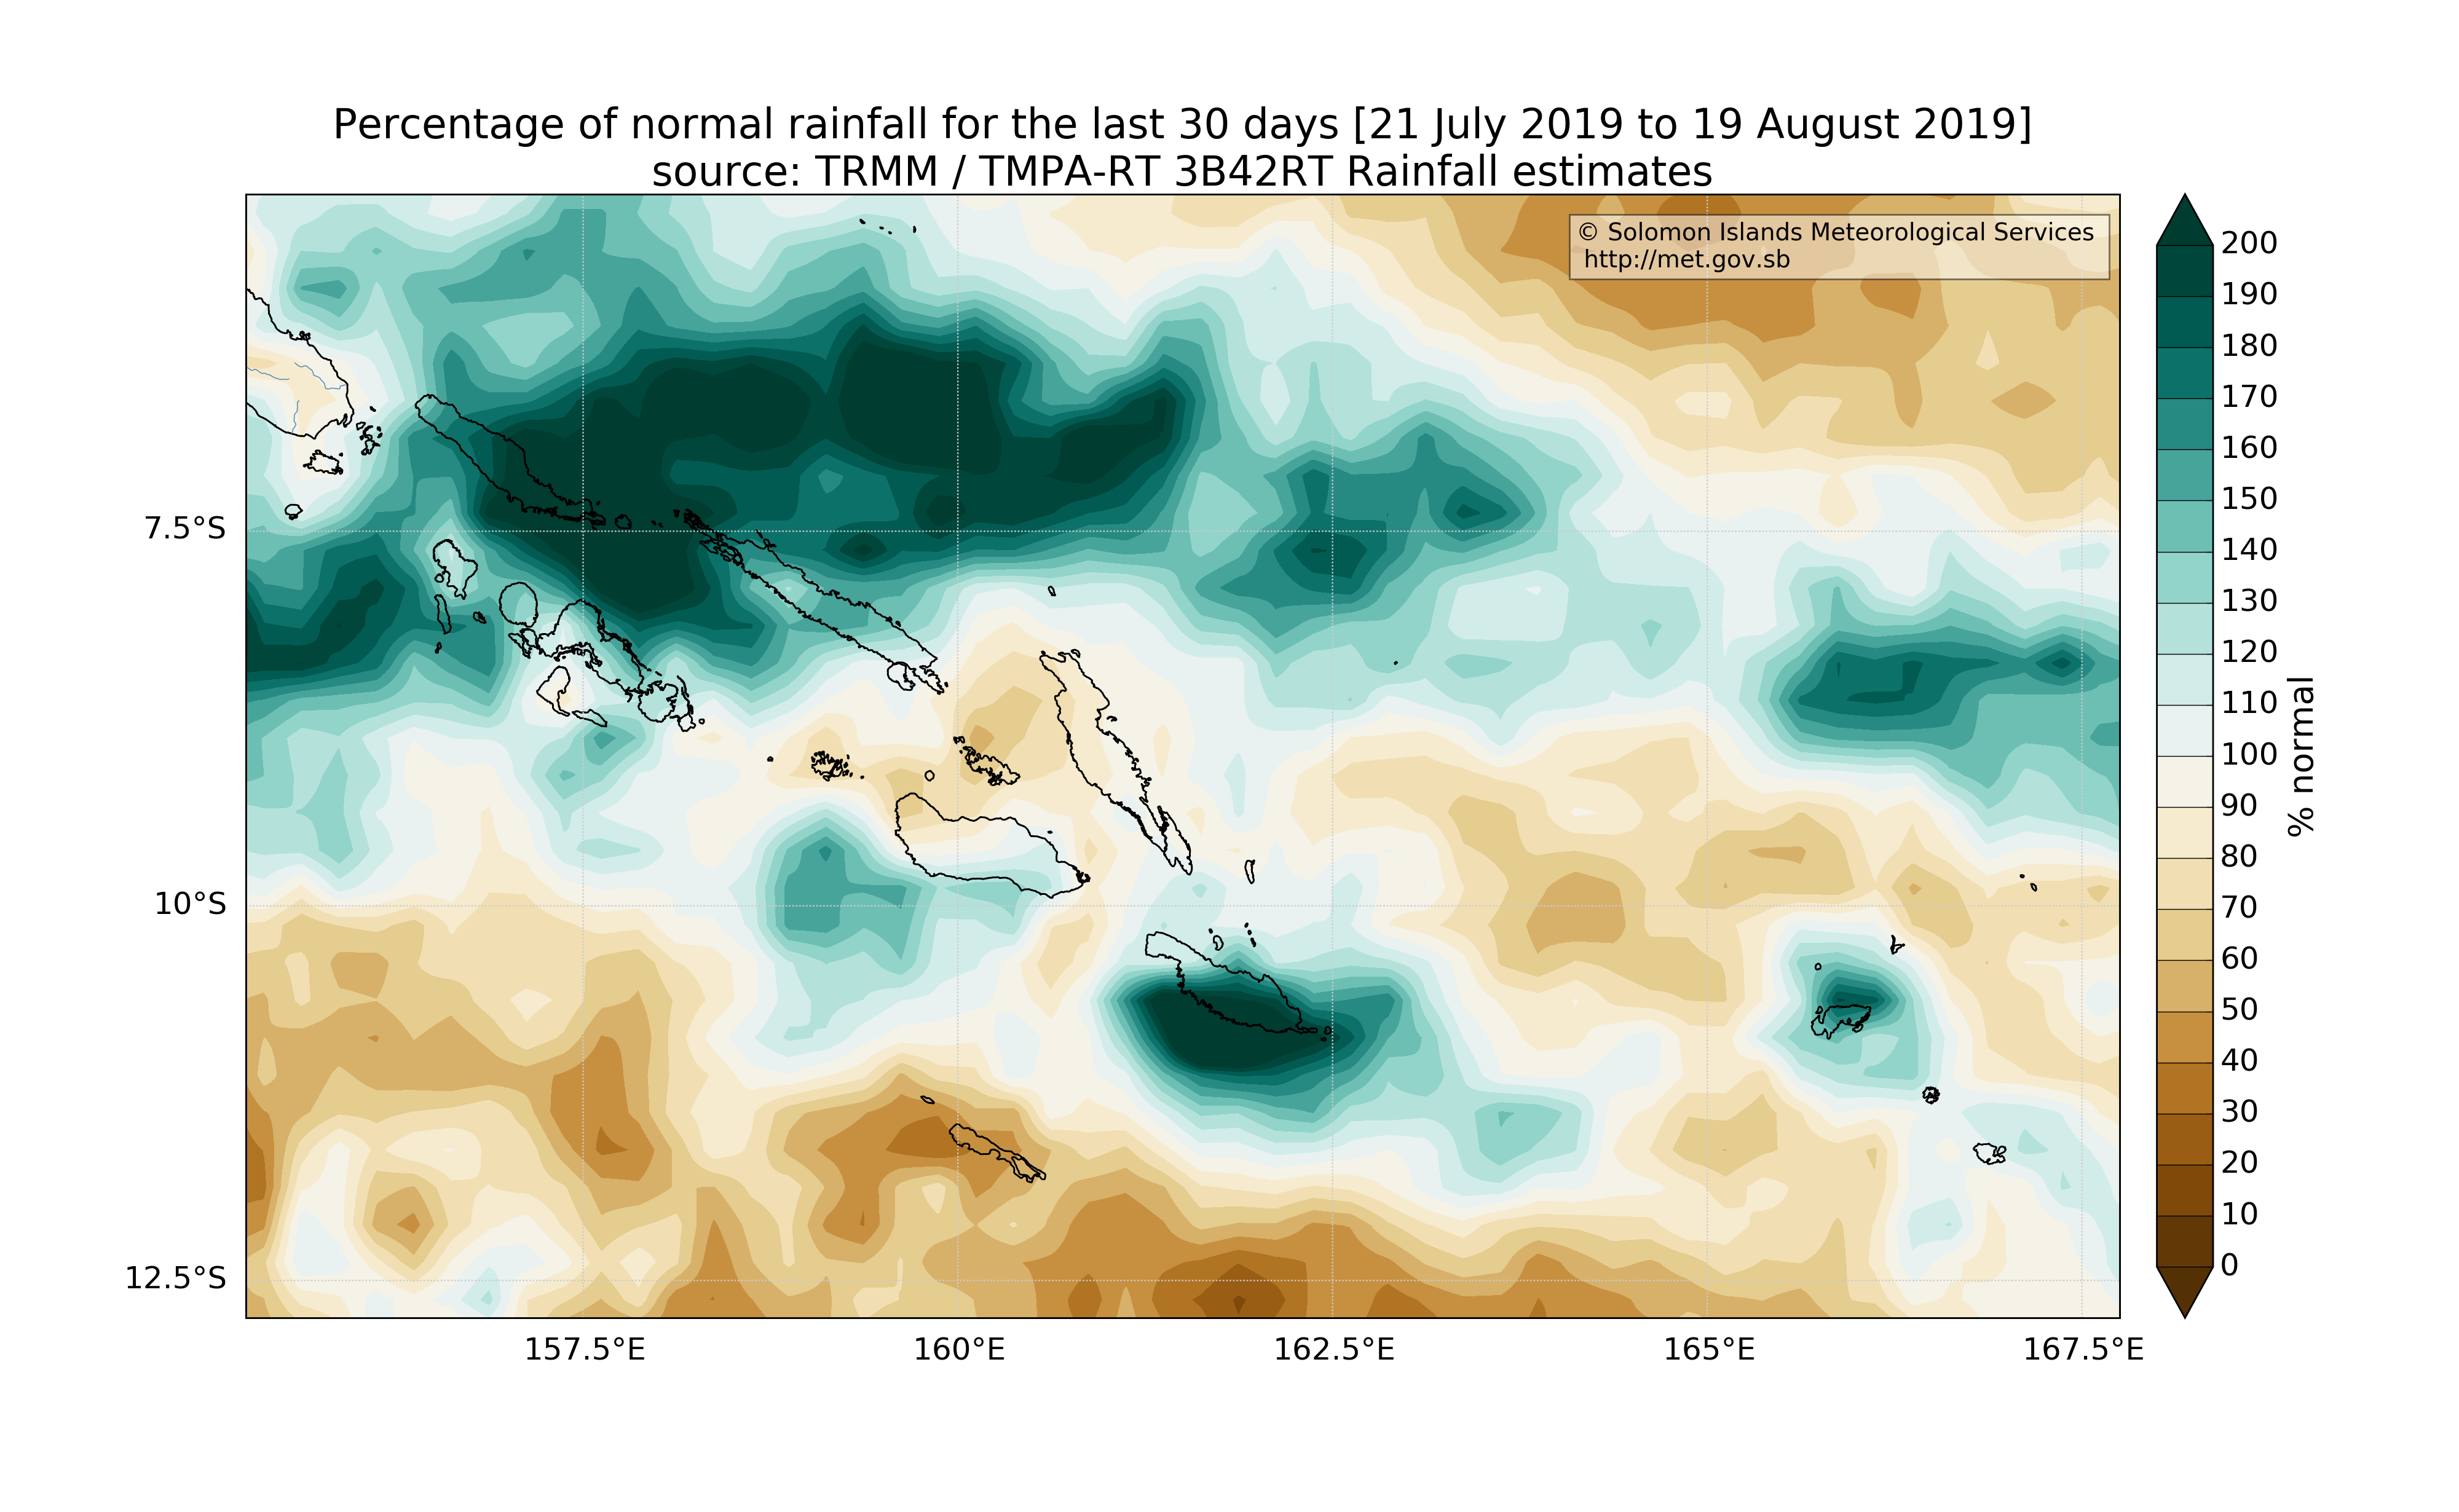 Percentage of normal rainfall for the last 30 days [21 July 2019 to 19 August 2019]
source: TRMM / TMPA-RT 3B42RT Rainfall estimates
© Solomon Islands Meteorological Services
http://met.gov.sb
7.5°S
10°S
12.5°S
157.5°E
160°E
162.5°E
165°E
167.5°E
200
190
180
170
160
150
140
130
120
110
100
90
80
70
60
50
40
30
20
10
0
% normal